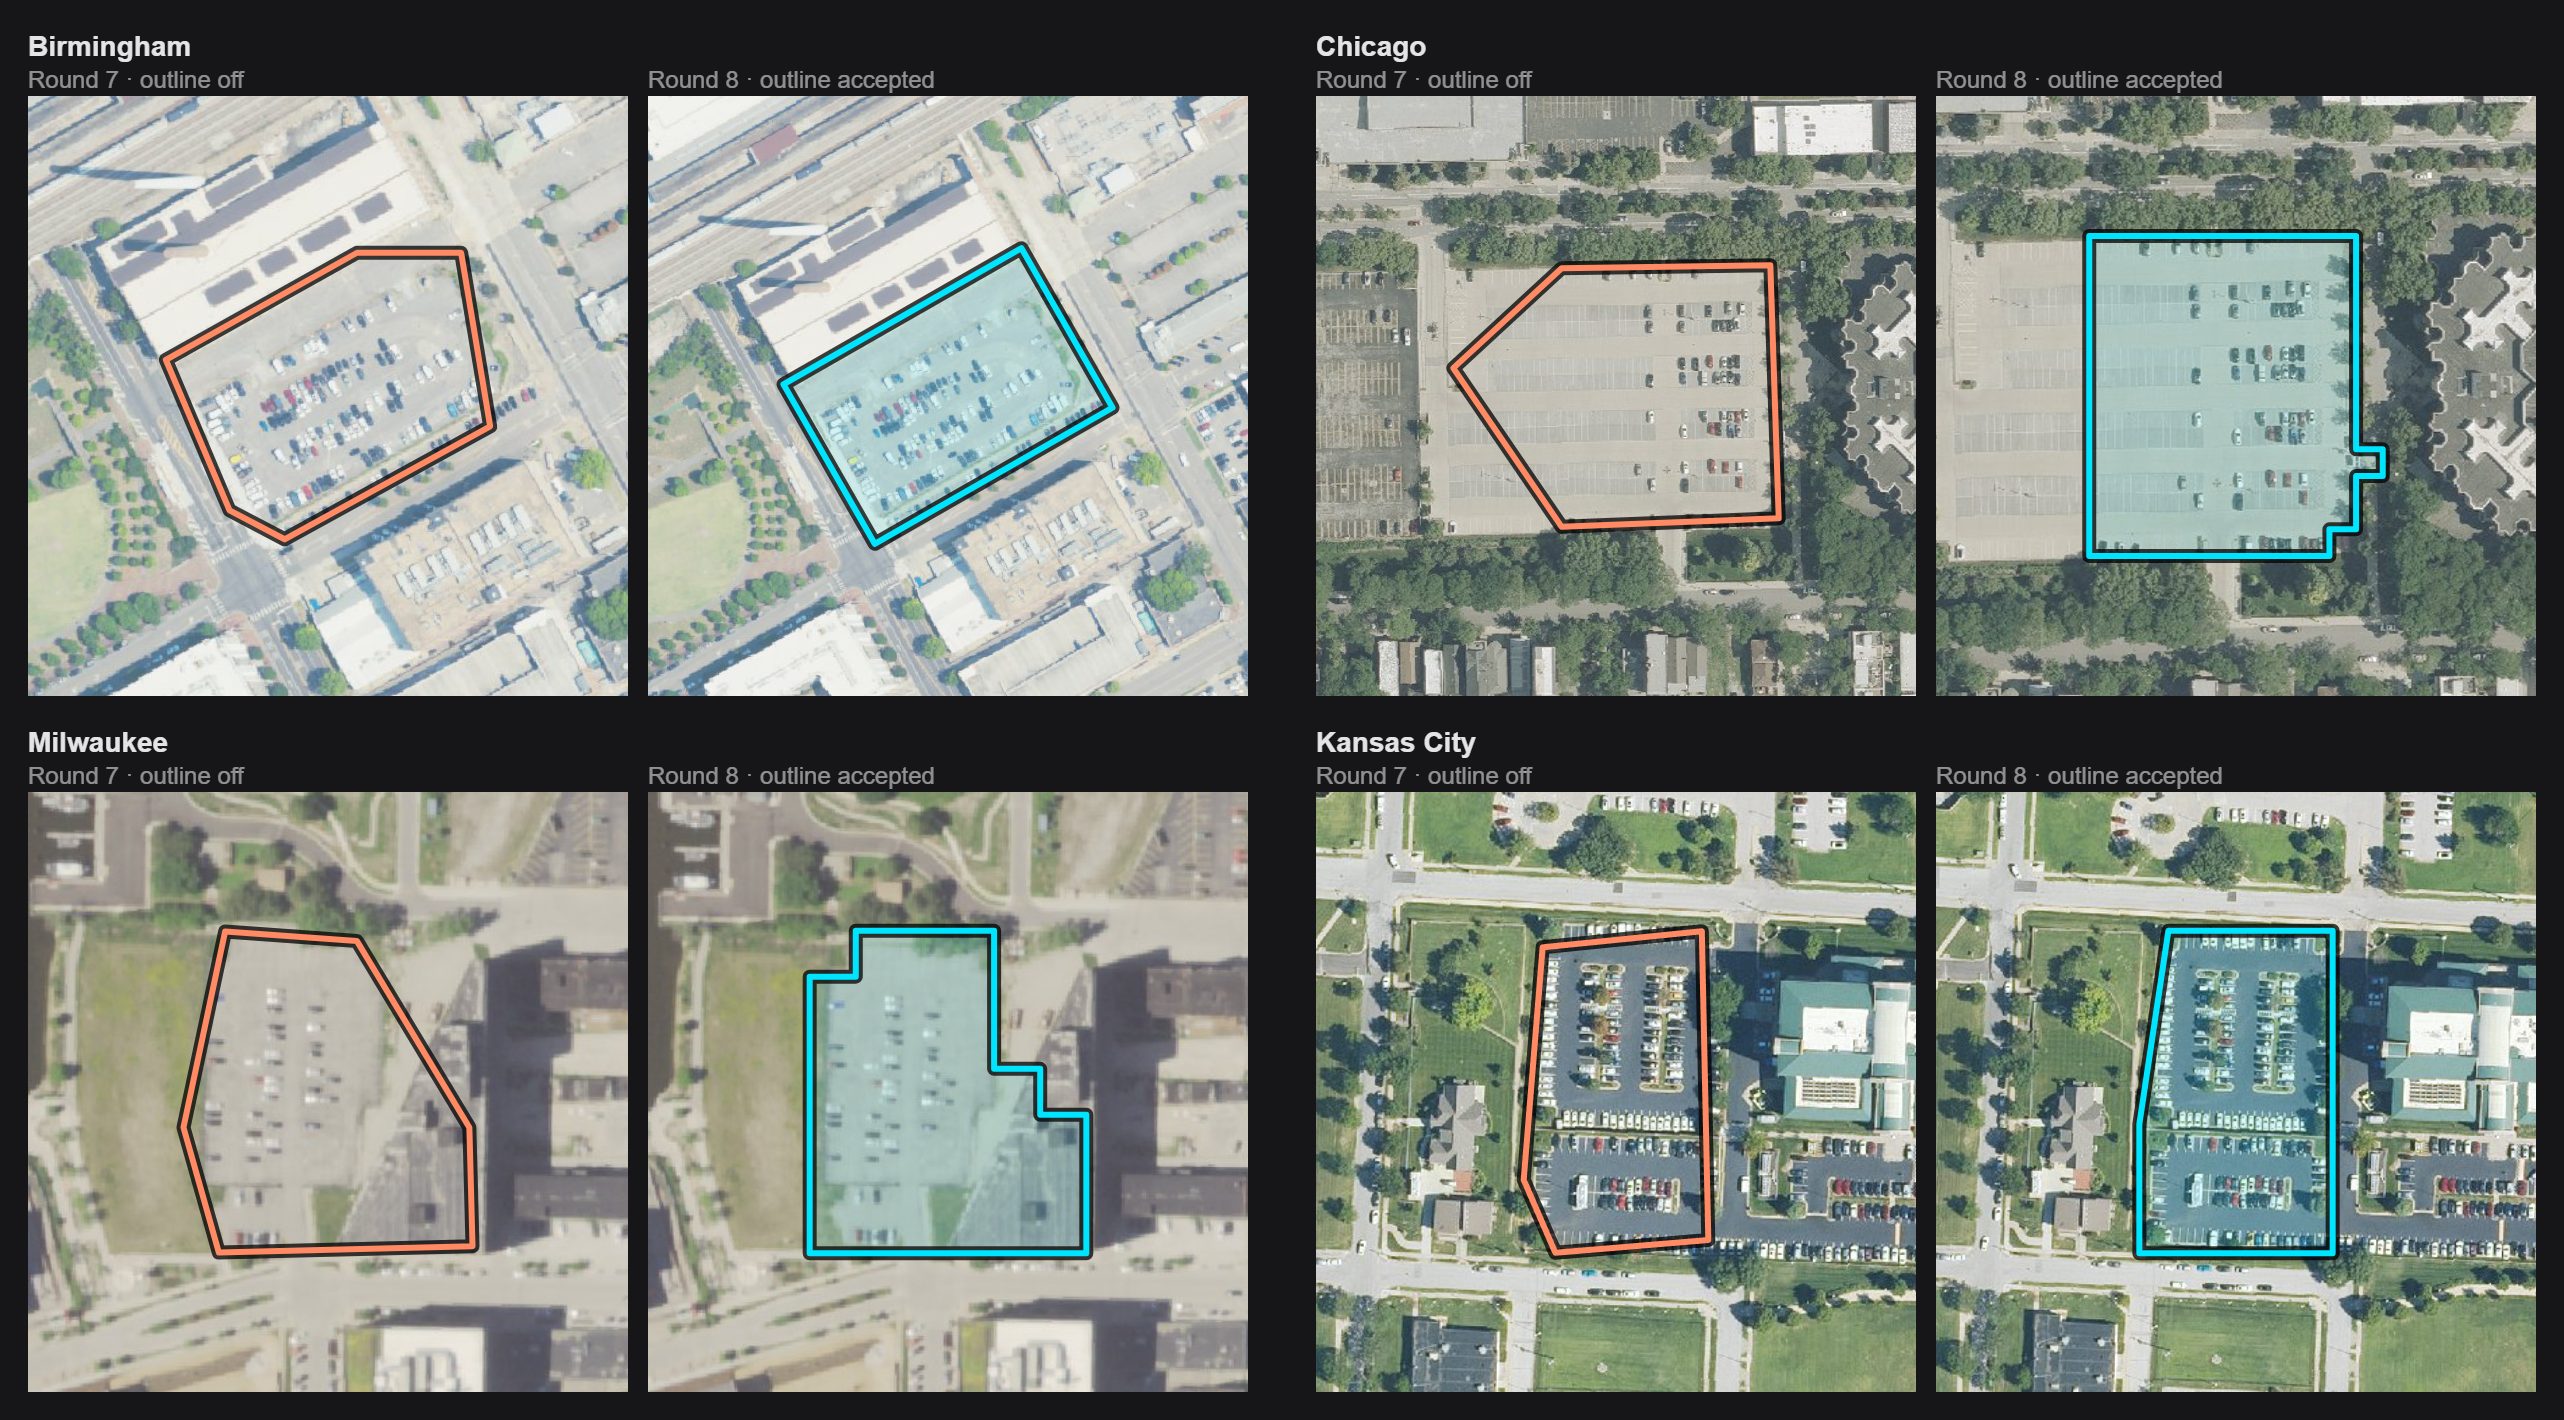 Birmingham
Round 7 · outline off
Round 8 · outline accepted
Chicago
Round 7 · outline off
Round 8 · outline accepted
Milwaukee
Round 7 · outline off
Round 8 · outline accepted
Kansas City
Round 7 · outline off
Round 8 · outline accepted